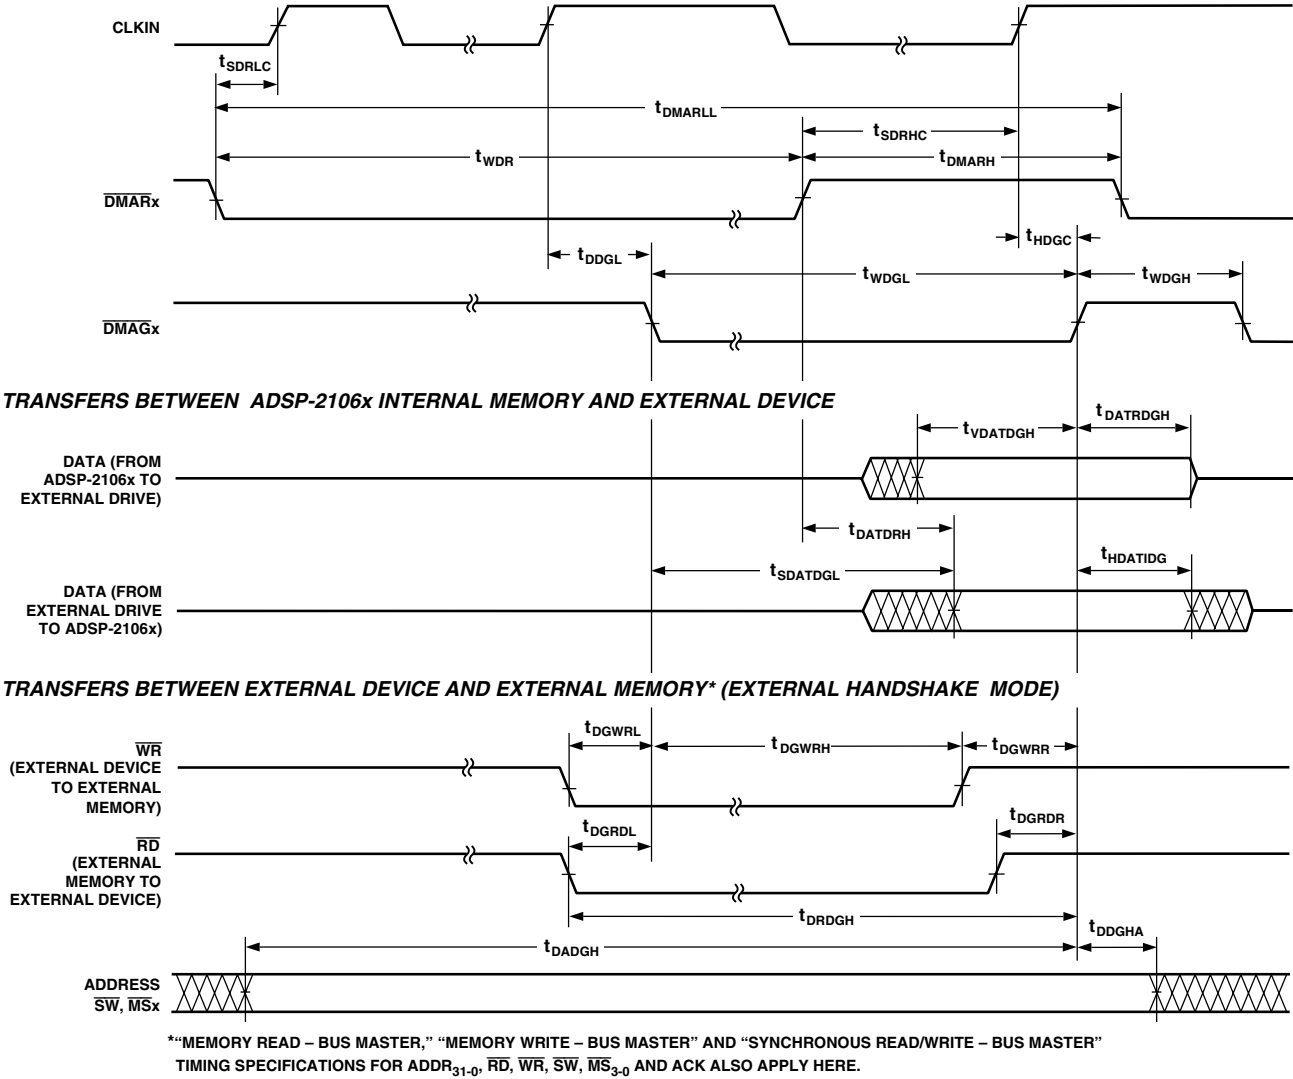 CLKIN
tSDRLC
tDMARLL
tSDRHC
tWDR
tDMARH
DMARx
tHDGC
tDDGL
tWDGL
tWDGH
DMAGx
TRANSFERS BETWEEN ADSP-2106x INTERNAL MEMORY AND EXTERNAL DEVICE
tDATRDGH
tVDATDGH
DATA (FROM
ADSP-2106x TO
EXTERNAL DRIVE)
tDATDRH
tHDATIDG
tSDATDGL
DATA (FROM
EXTERNAL DRIVE
TO ADSP-2106x)
TRANSFERS BETWEEN EXTERNAL DEVICE AND EXTERNAL MEMORY* (EXTERNAL HANDSHAKE MODE)
tDGWRL
tDGWRH
tDGWRR
WR
(EXTERNAL DEVICE
TO EXTERNAL
MEMORY)
tDGRDR
tDGRDL
RD
(EXTERNAL
MEMORY TO
EXTERNAL DEVICE)
tDRDGH
tDDGHA
tDADGH
ADDRESS
SW, MSx
*“MEMORY READ – BUS MASTER,” “MEMORY WRITE – BUS MASTER” AND “SYNCHRONOUS READ/WRITE – BUS MASTER”
TIMING SPECIFICATIONS FOR ADDR31-0, RD, WR, SW, MS3-0 AND ACK ALSO APPLY HERE.